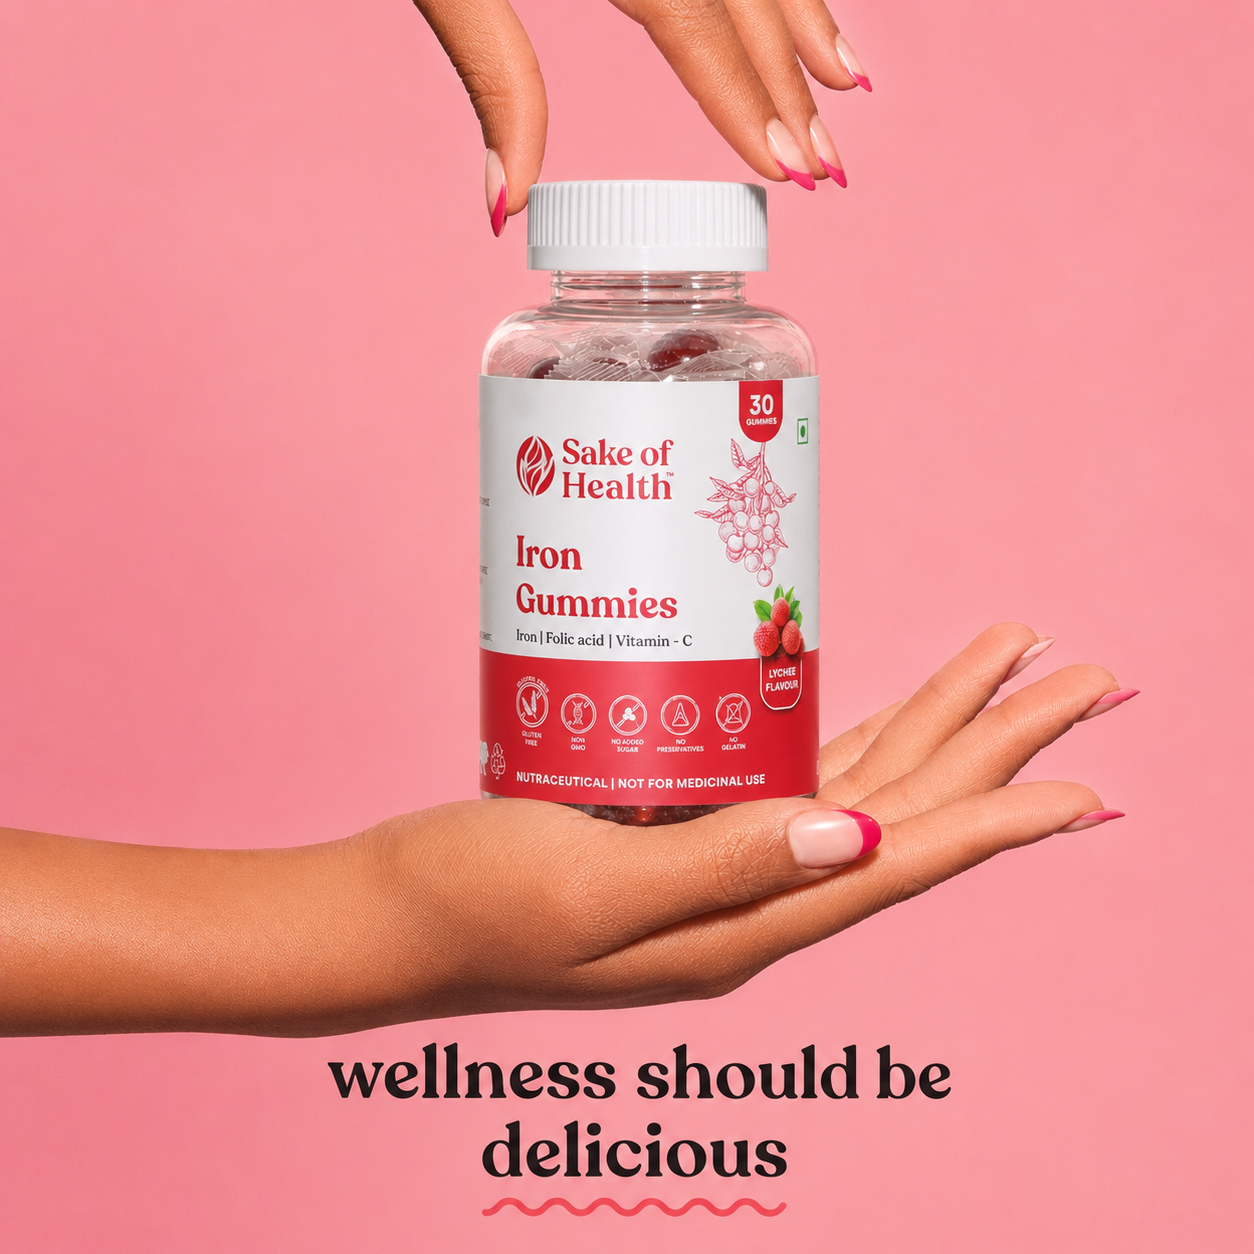 30
GUMMIES
Sake of
Health™
Iron
Gummies
Iron | Folic acid | Vitamin - C
LYCHEE
FLAVOUR
GLUTEN
FREE
NON
GMO
NO ADDED
SUGAR
NO
PRESERVATIVES
NO
GELATIN
NUTRACEUTICAL | NOT FOR MEDICINAL USE
wellness should be
delicious